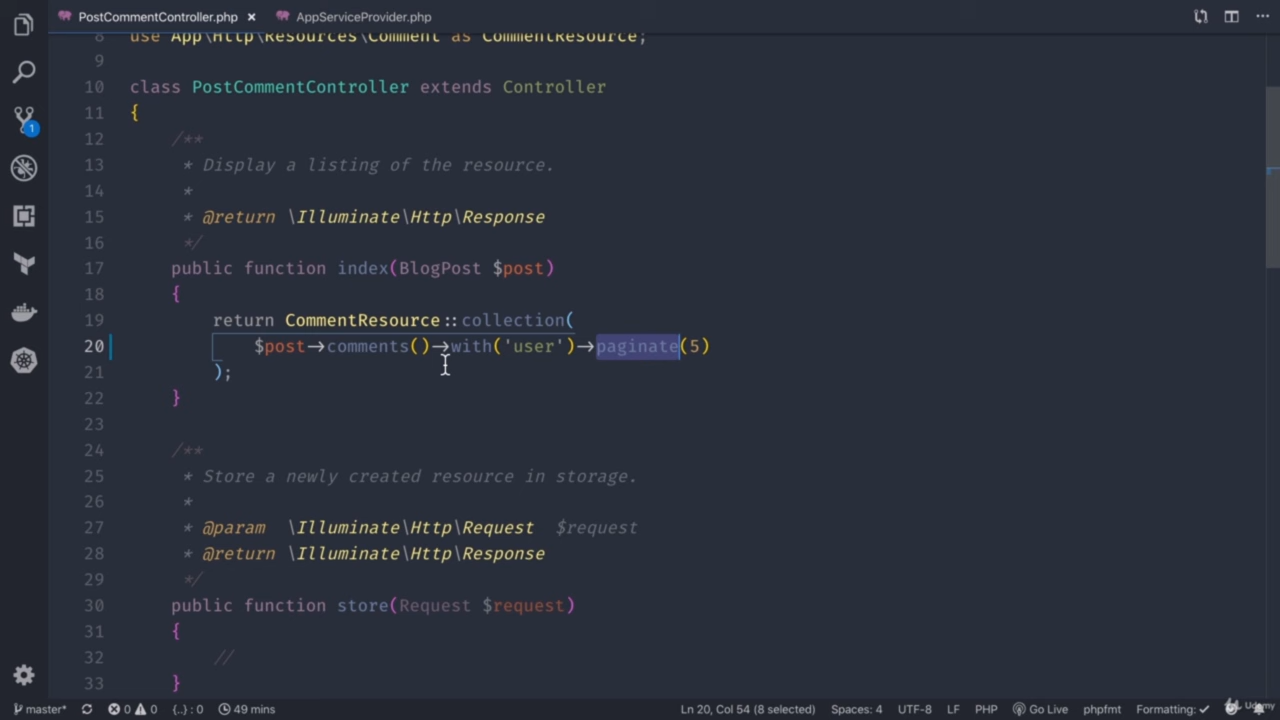 PostCommentController.php × AppServiceProvider.php
8 use App\Http\Resources\Comment as CommentResource;
9
10 class PostCommentController extends Controller
11 {
12 /**
13 * Display a listing of the resource.
14 *
15 * @return \Illuminate\Http\Response
16 */
17 public function index(BlogPost $post)
18 {
19 return CommentResource::collection(
20 $post->comments()->with('user')->paginate(5)
21 );
22 }
23
24 /**
25 * Store a newly created resource in storage.
26 *
27 * @param \Illuminate\Http\Request $request
28 * @return \Illuminate\Http\Response
29 */
30 public function store(Request $request)
31 {
32 //
33 }
1
master* 0 0 {..} : 0 49 mins Ln 20, Col 54 (8 selected) Spaces: 4 UTF-8 LF PHP Go Live phpfmt Formatting: ✓ Udemy